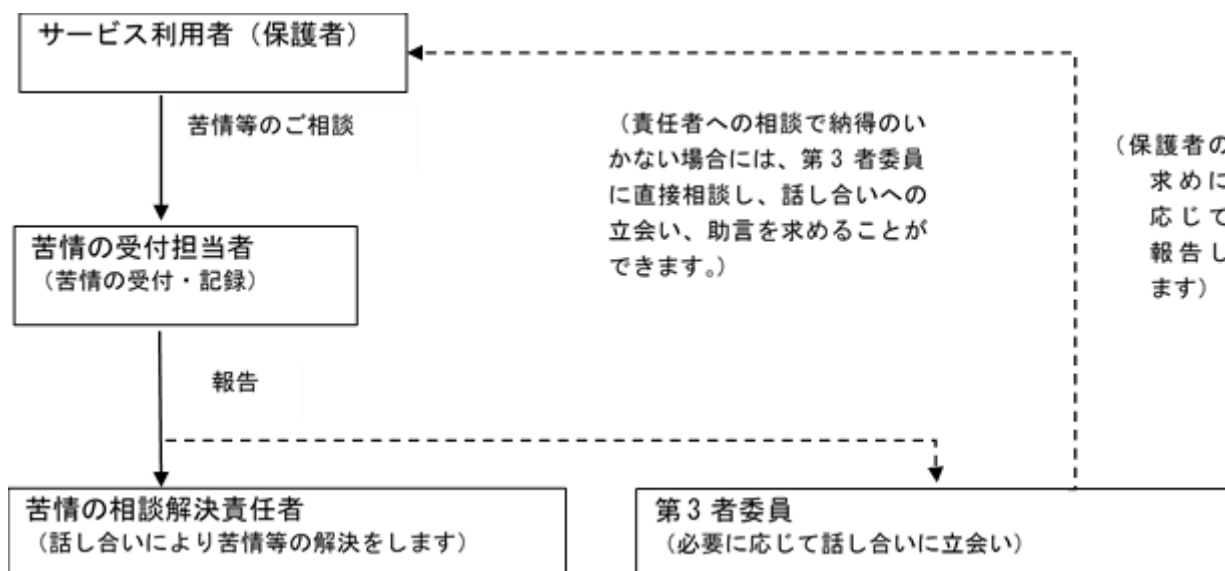 サービス利用者（保護者）
苦情等のご相談
（責任者への相談で納得のい
かない場合には、第3 者委員
に直接相談し、話し合いへの
立会い、助言を求めることが
できます。）
（保護者の
求めに
応じて
報告し
ます）
苦情の受付担当者
（苦情の受付・記録）
報告
苦情の相談解決責任者
（話し合いにより苦情等の解決をします）
第3 者委員
（必要に応じて話し合いに立会い）